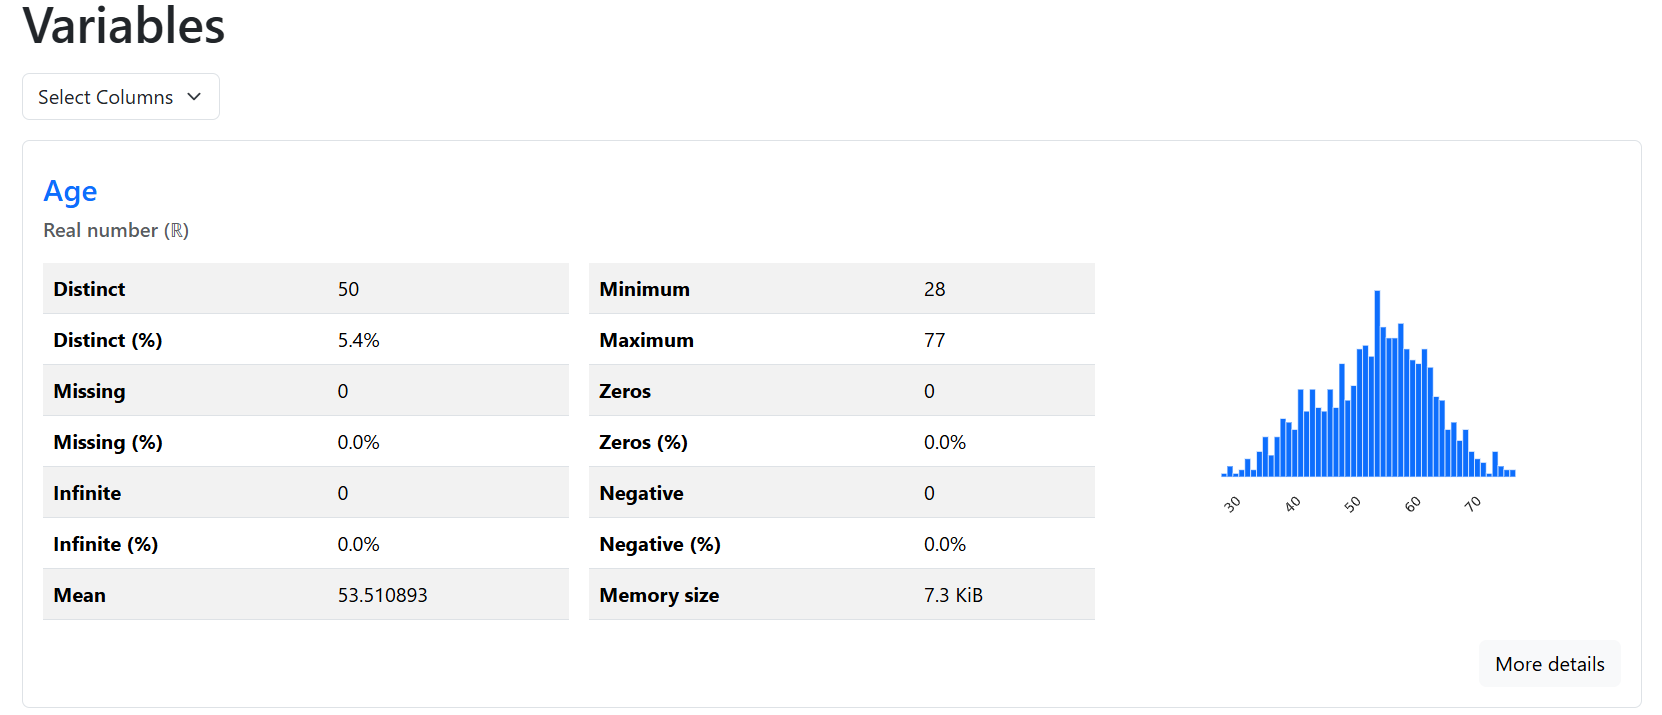 Variables
Select Columns
Age
Real number (ℝ)
Distinct 50
Distinct (%) 5.4%
Missing 0
Missing (%) 0.0%
Infinite 0
Infinite (%) 0.0%
Mean 53.510893
Minimum 28
Maximum 77
Zeros 0
Zeros (%) 0.0%
Negative 0
Negative (%) 0.0%
Memory size 7.3 KiB
30 40 50 60 70
More details